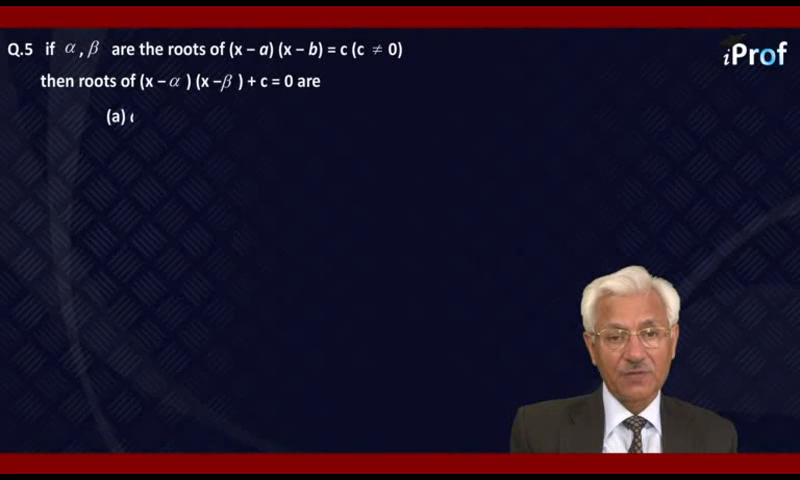 Q.5 if α , β are the roots of (x – a) (x – b) = c (c ≠ 0)
iProf
then roots of (x – α ) (x –β ) + c = 0 are
(a)